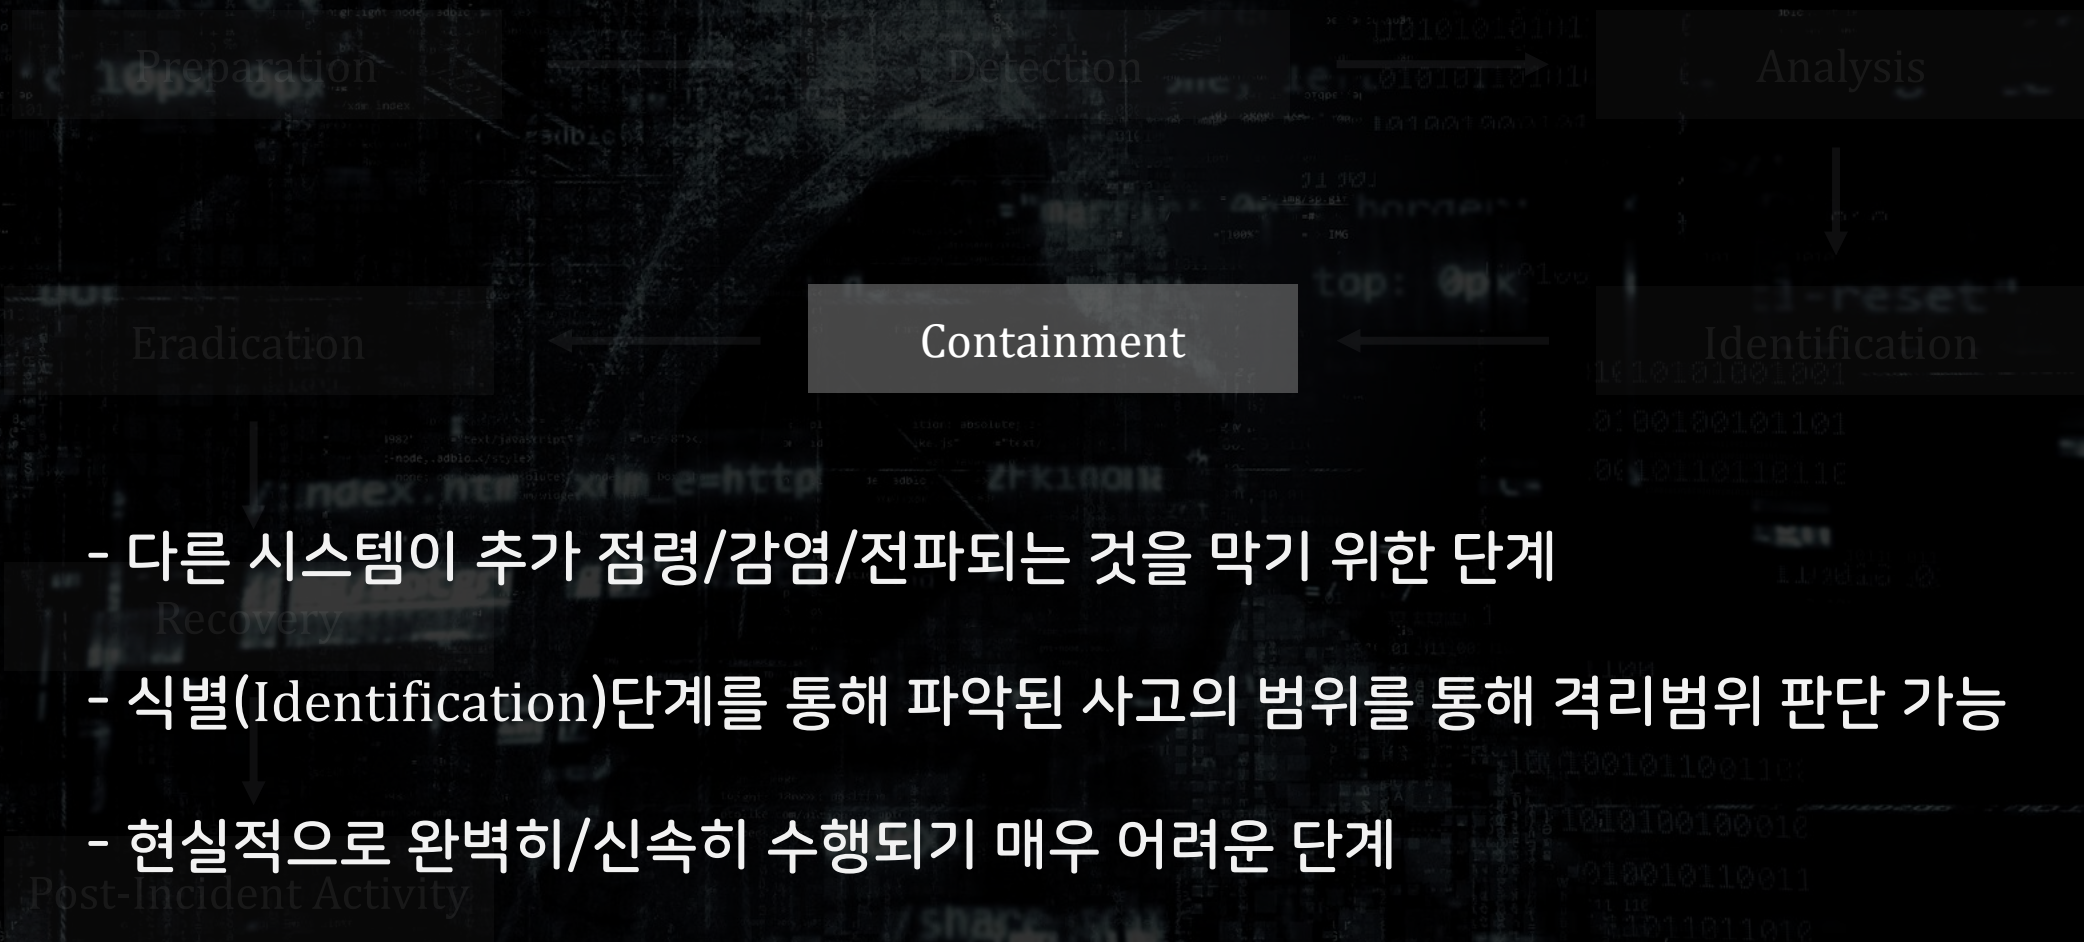 Preparation
Detection
Analysis
Eradication
Containment
Identification
- 다른 시스템이 추가 점령/감염/전파되는 것을 막기 위한 단계
Recovery
- 식별(Identification)단계를 통해 파악된 사고의 범위를 통해 격리범위 판단 가능
- 현실적으로 완벽히/신속히 수행되기 매우 어려운 단계
Post-Incident Activity